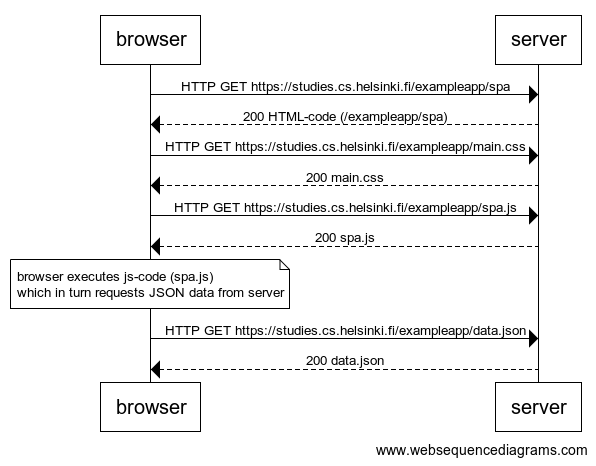 browser
server
HTTP GET https://studies.cs.helsinki.fi/exampleapp/spa
200 HTML-code (/exampleapp/spa)
HTTP GET https://studies.cs.helsinki.fi/exampleapp/main.css
200 main.css
HTTP GET https://studies.cs.helsinki.fi/exampleapp/spa.js
200 spa.js
browser executes js-code (spa.js)
which in turn requests JSON data from server
HTTP GET https://studies.cs.helsinki.fi/exampleapp/data.json
200 data.json
browser
server
www.websequencediagrams.com